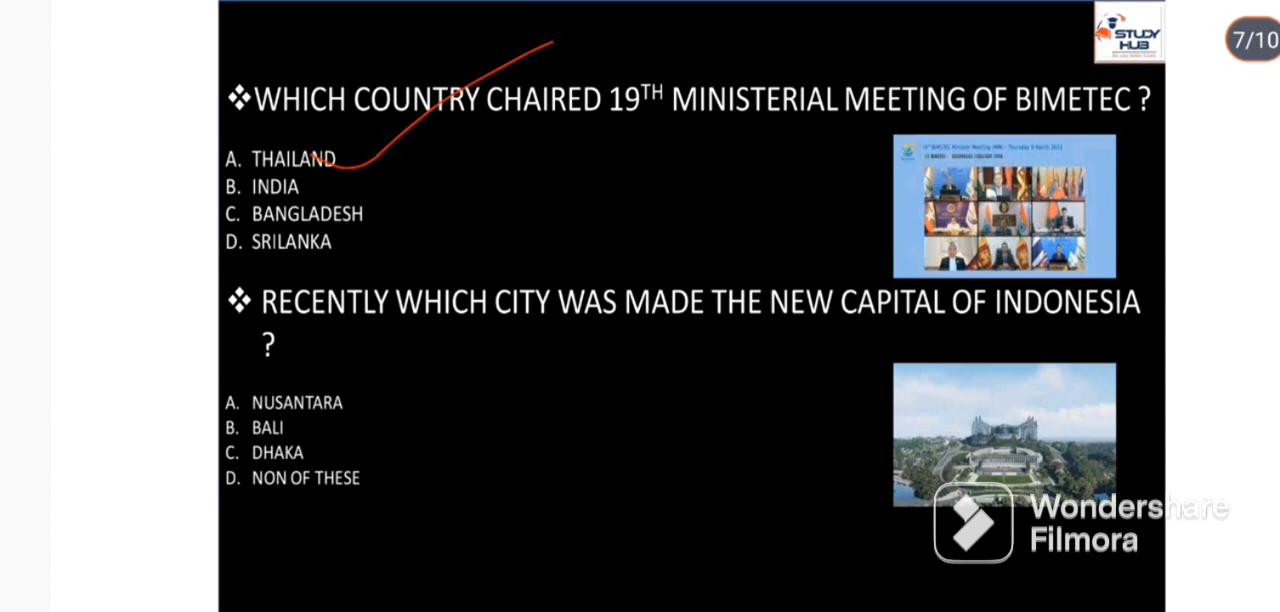 STUDY
HUB
7/10
❖WHICH COUNTRY CHAIRED 19TH MINISTERIAL MEETING OF BIMETEC ?
A. THAILAND
B. INDIA
C. BANGLADESH
D. SRILANKA
❖ RECENTLY WHICH CITY WAS MADE THE NEW CAPITAL OF INDONESIA
?
A. NUSANTARA
B. BALI
C. DHAKA
D. NON OF THESE
Wondershare
Filmora